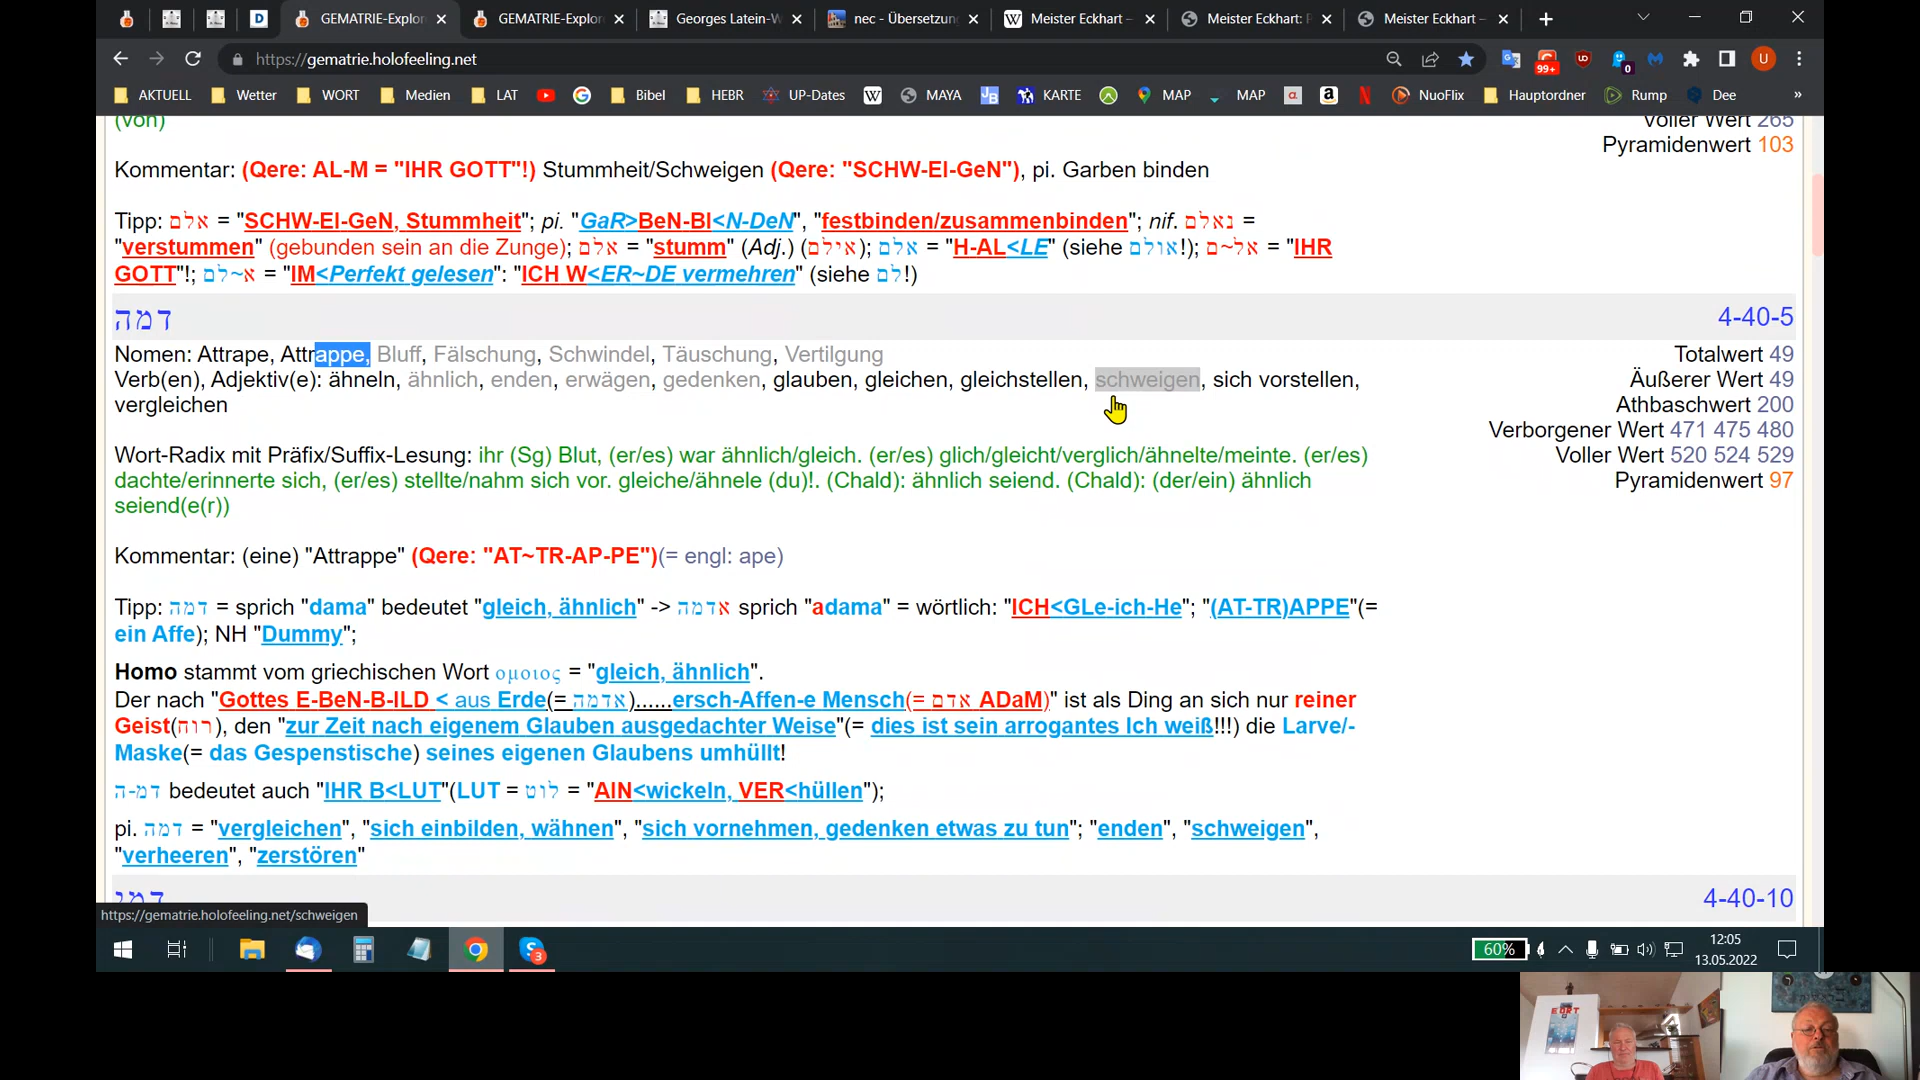 GEMATRIE-Explor
GEMATRIE-Explor
Georges Latein-W
nec - Übersetzung
Meister Eckhart –
Meister Eckhart: P
Meister Eckhart –
https://gematrie.holofeeling.net
99+
0
U
AKTUELL
Wetter
WORT
Medien
LAT
Bibel
HEBR
UP-Dates
MAYA
KARTE
MAP
MAP
NuoFlix
Hauptordner
Rump
Dee
»
(von)
Voller Wert 265
Pyramidenwert 103
Kommentar: (Qere: AL-M = "IHR GOTT"!) Stummheit/Schweigen (Qere: "SCHW-EI-GeN"), pi. Garben binden
Tipp: אלם = "SCHW-EI-GeN, Stummheit"; pi. "GaR>BeN-BI<N-DeN", "festbinden/zusammenbinden"; nif. נאלם =
"verstummen" (gebunden sein an die Zunge); אלם = "stumm" (Adj.) (אילם); אלם = "H-AL<LE" (siehe אולם!); אל~ם = "IHR
GOTT"!; א~לם = "IM<Perfekt gelesen": "ICH W<ER~DE vermehren" (siehe לם!)
דמה
4-40-5
Nomen: Attrape, Attrappe, Bluff, Fälschung, Schwindel, Täuschung, Vertilgung
Verb(en), Adjektiv(e): ähneln, ähnlich, enden, erwägen, gedenken, glauben, gleichen, gleichstellen, schweigen, sich vorstellen,
vergleichen
Totalwert 49
Äußerer Wert 49
Athbaschwert 200
Verborgener Wert 471 475 480
Voller Wert 520 524 529
Pyramidenwert 97
Wort-Radix mit Präfix/Suffix-Lesung: ihr (Sg) Blut, (er/es) war ähnlich/gleich. (er/es) glich/gleicht/verglich/ähnelte/meinte. (er/es)
dachte/erinnerte sich, (er/es) stellte/nahm sich vor. gleiche/ähnele (du)!. (Chald): ähnlich seiend. (Chald): (der/ein) ähnlich
seiend(e(r))
Kommentar: (eine) "Attrappe" (Qere: "AT~TR-AP-PE")(= engl: ape)
Tipp: דמה = sprich "dama" bedeutet "gleich, ähnlich" -> אדמה sprich "adama" = wörtlich: "ICH<GLe-ich-He"; "(AT-TR)APPE"(=
ein Affe); NH "Dummy";
Homo stammt vom griechischen Wort ομοιος = "gleich, ähnlich".
Der nach "Gottes E-BeN-B-ILD < aus Erde(= אדמה)......ersch-Affen-e Mensch(= אדם ADaM)" ist als Ding an sich nur reiner
Geist(רוח), den "zur Zeit nach eigenem Glauben ausgedachter Weise"(= dies ist sein arrogantes Ich weiß!!!) die Larve/-
Maske(= das Gespenstische) seines eigenen Glaubens umhüllt!
דמ-ה bedeutet auch "IHR B<LUT"(LUT = לוט = "AIN<wickeln, VER<hüllen");
pi. דמה = "vergleichen", "sich einbilden, wähnen", "sich vornehmen, gedenken etwas zu tun"; "enden", "schweigen",
"verheeren", "zerstören"
דמי
4-40-10
https://gematrie.holofeeling.net/schweigen
3
60%
12:05
13.05.2022